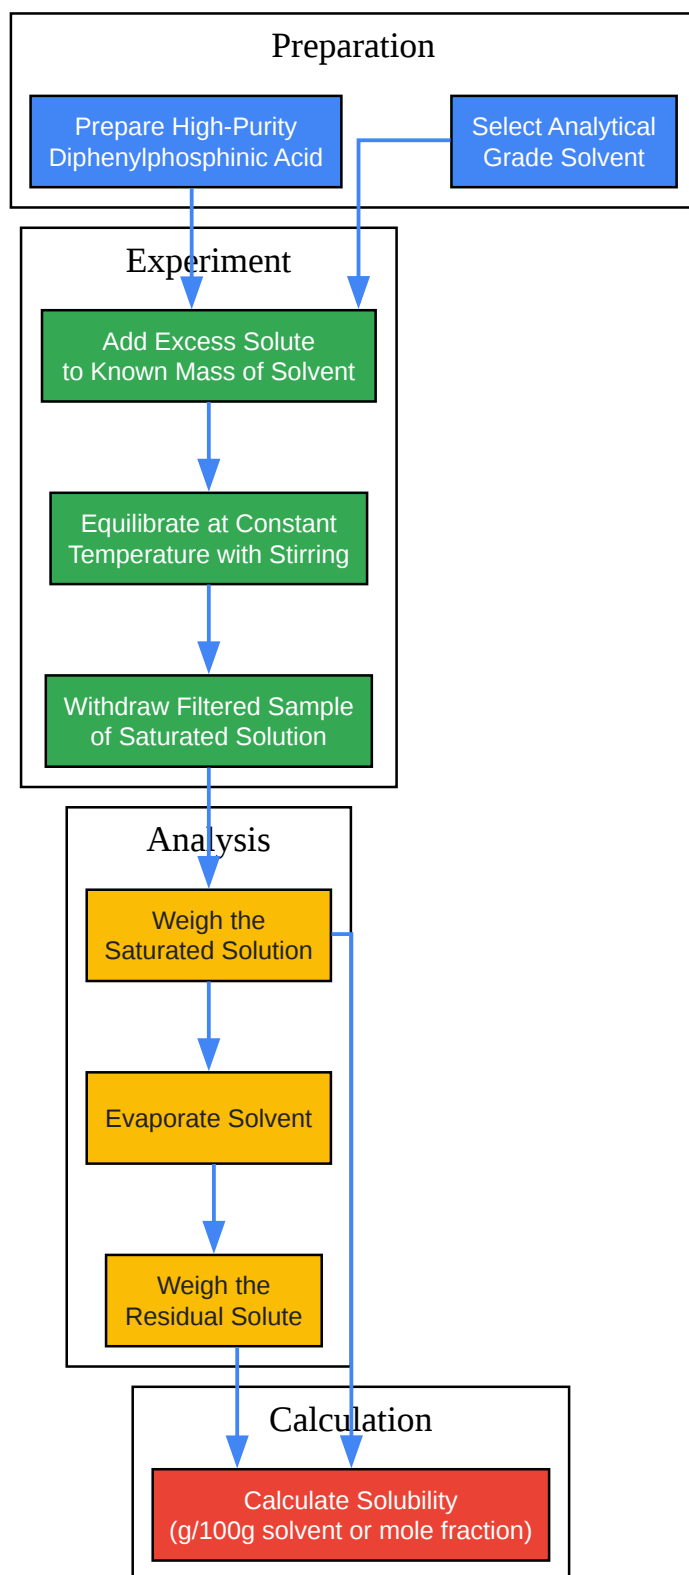 Preparation
Prepare High-Purity
Diphenylphosphinic Acid
Select Analytical
Grade Solvent
Experiment
Add Excess Solute
to Known Mass of Solvent
Equilibrate at Constant
Temperature with Stirring
Withdraw Filtered Sample
of Saturated Solution
Analysis
Weigh the
Saturated Solution
Evaporate Solvent
Weigh the
Residual Solute
Calculation
Calculate Solubility
(g/100g solvent or mole fraction)